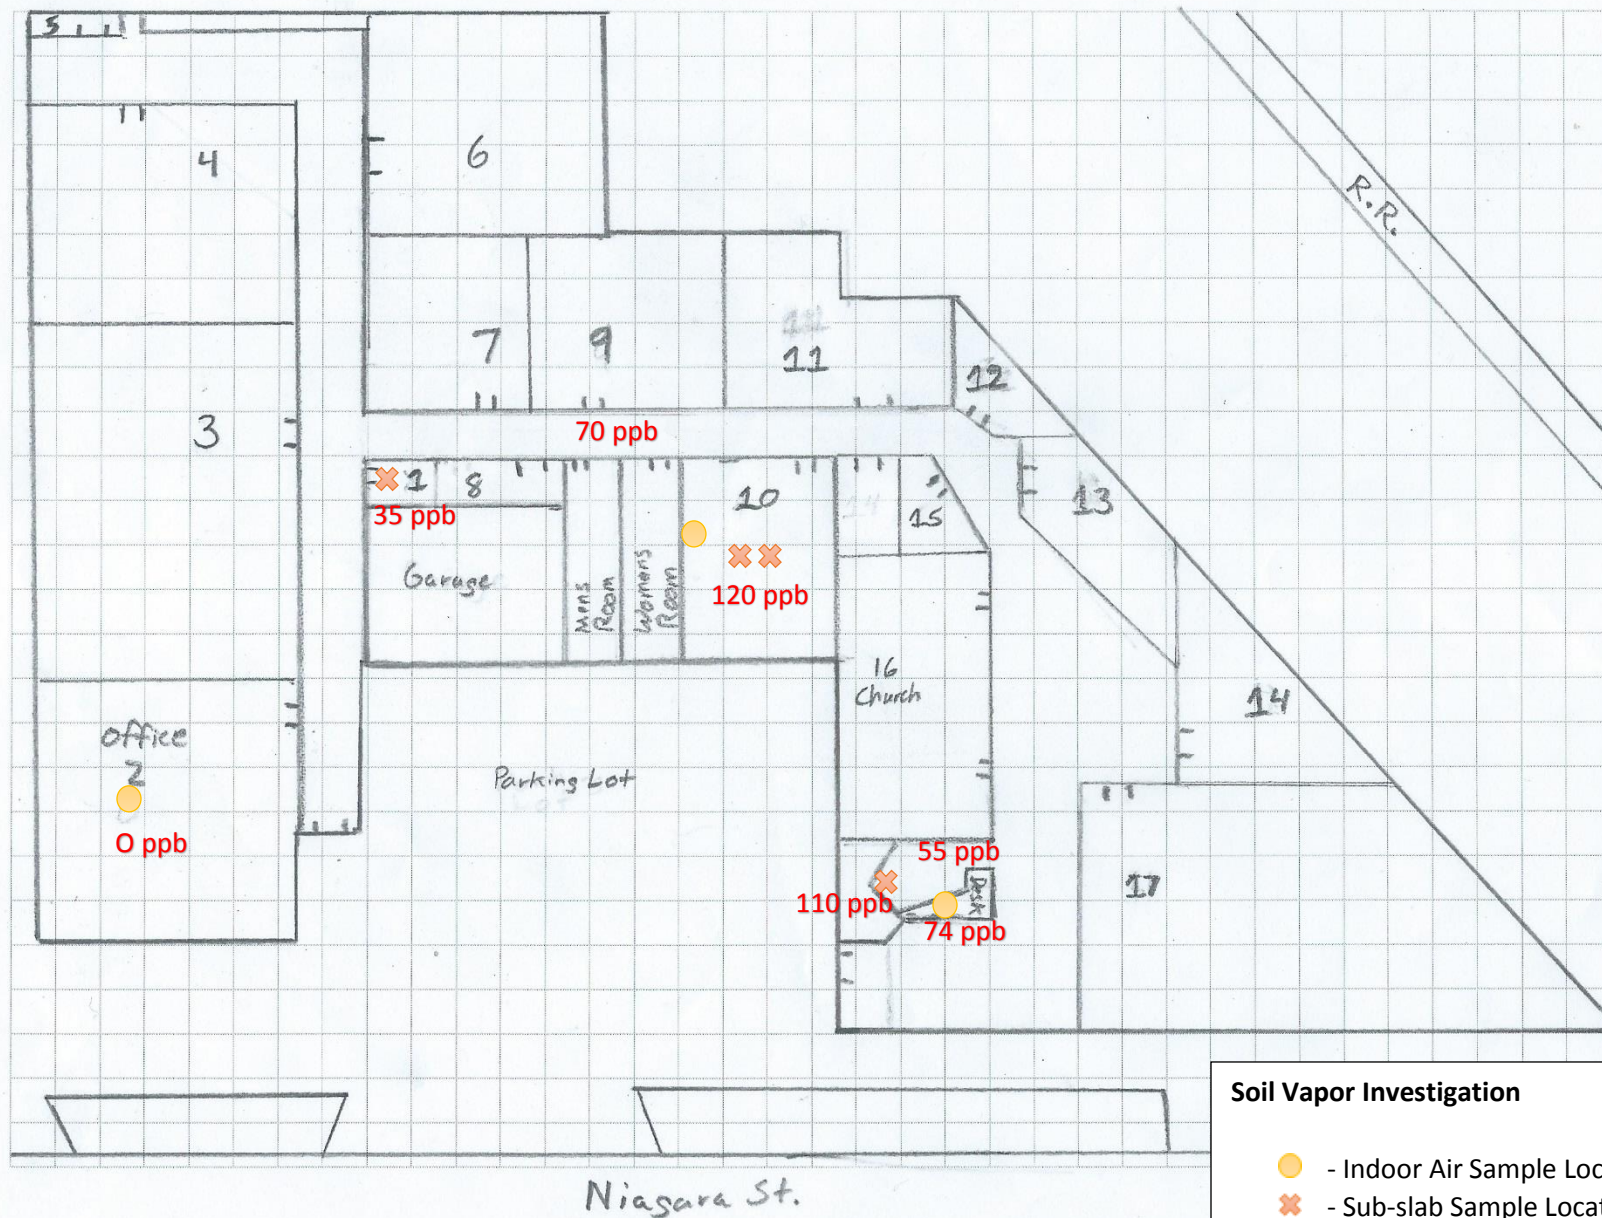 5
4
6
R.R.
7
9
11
12
3
70 ppb
1
8
10
14
15
13
35 ppb
Garage
Mens
Room
Womens
Room
120 ppb
16
Church
14
office
2
Parking Lot
O ppb
55 ppb
Desk
17
110 ppb
74 ppb
Soil Vapor Investigation
- Indoor Air Sample Loc
- Sub-slab Sample Locat
Niagara St.